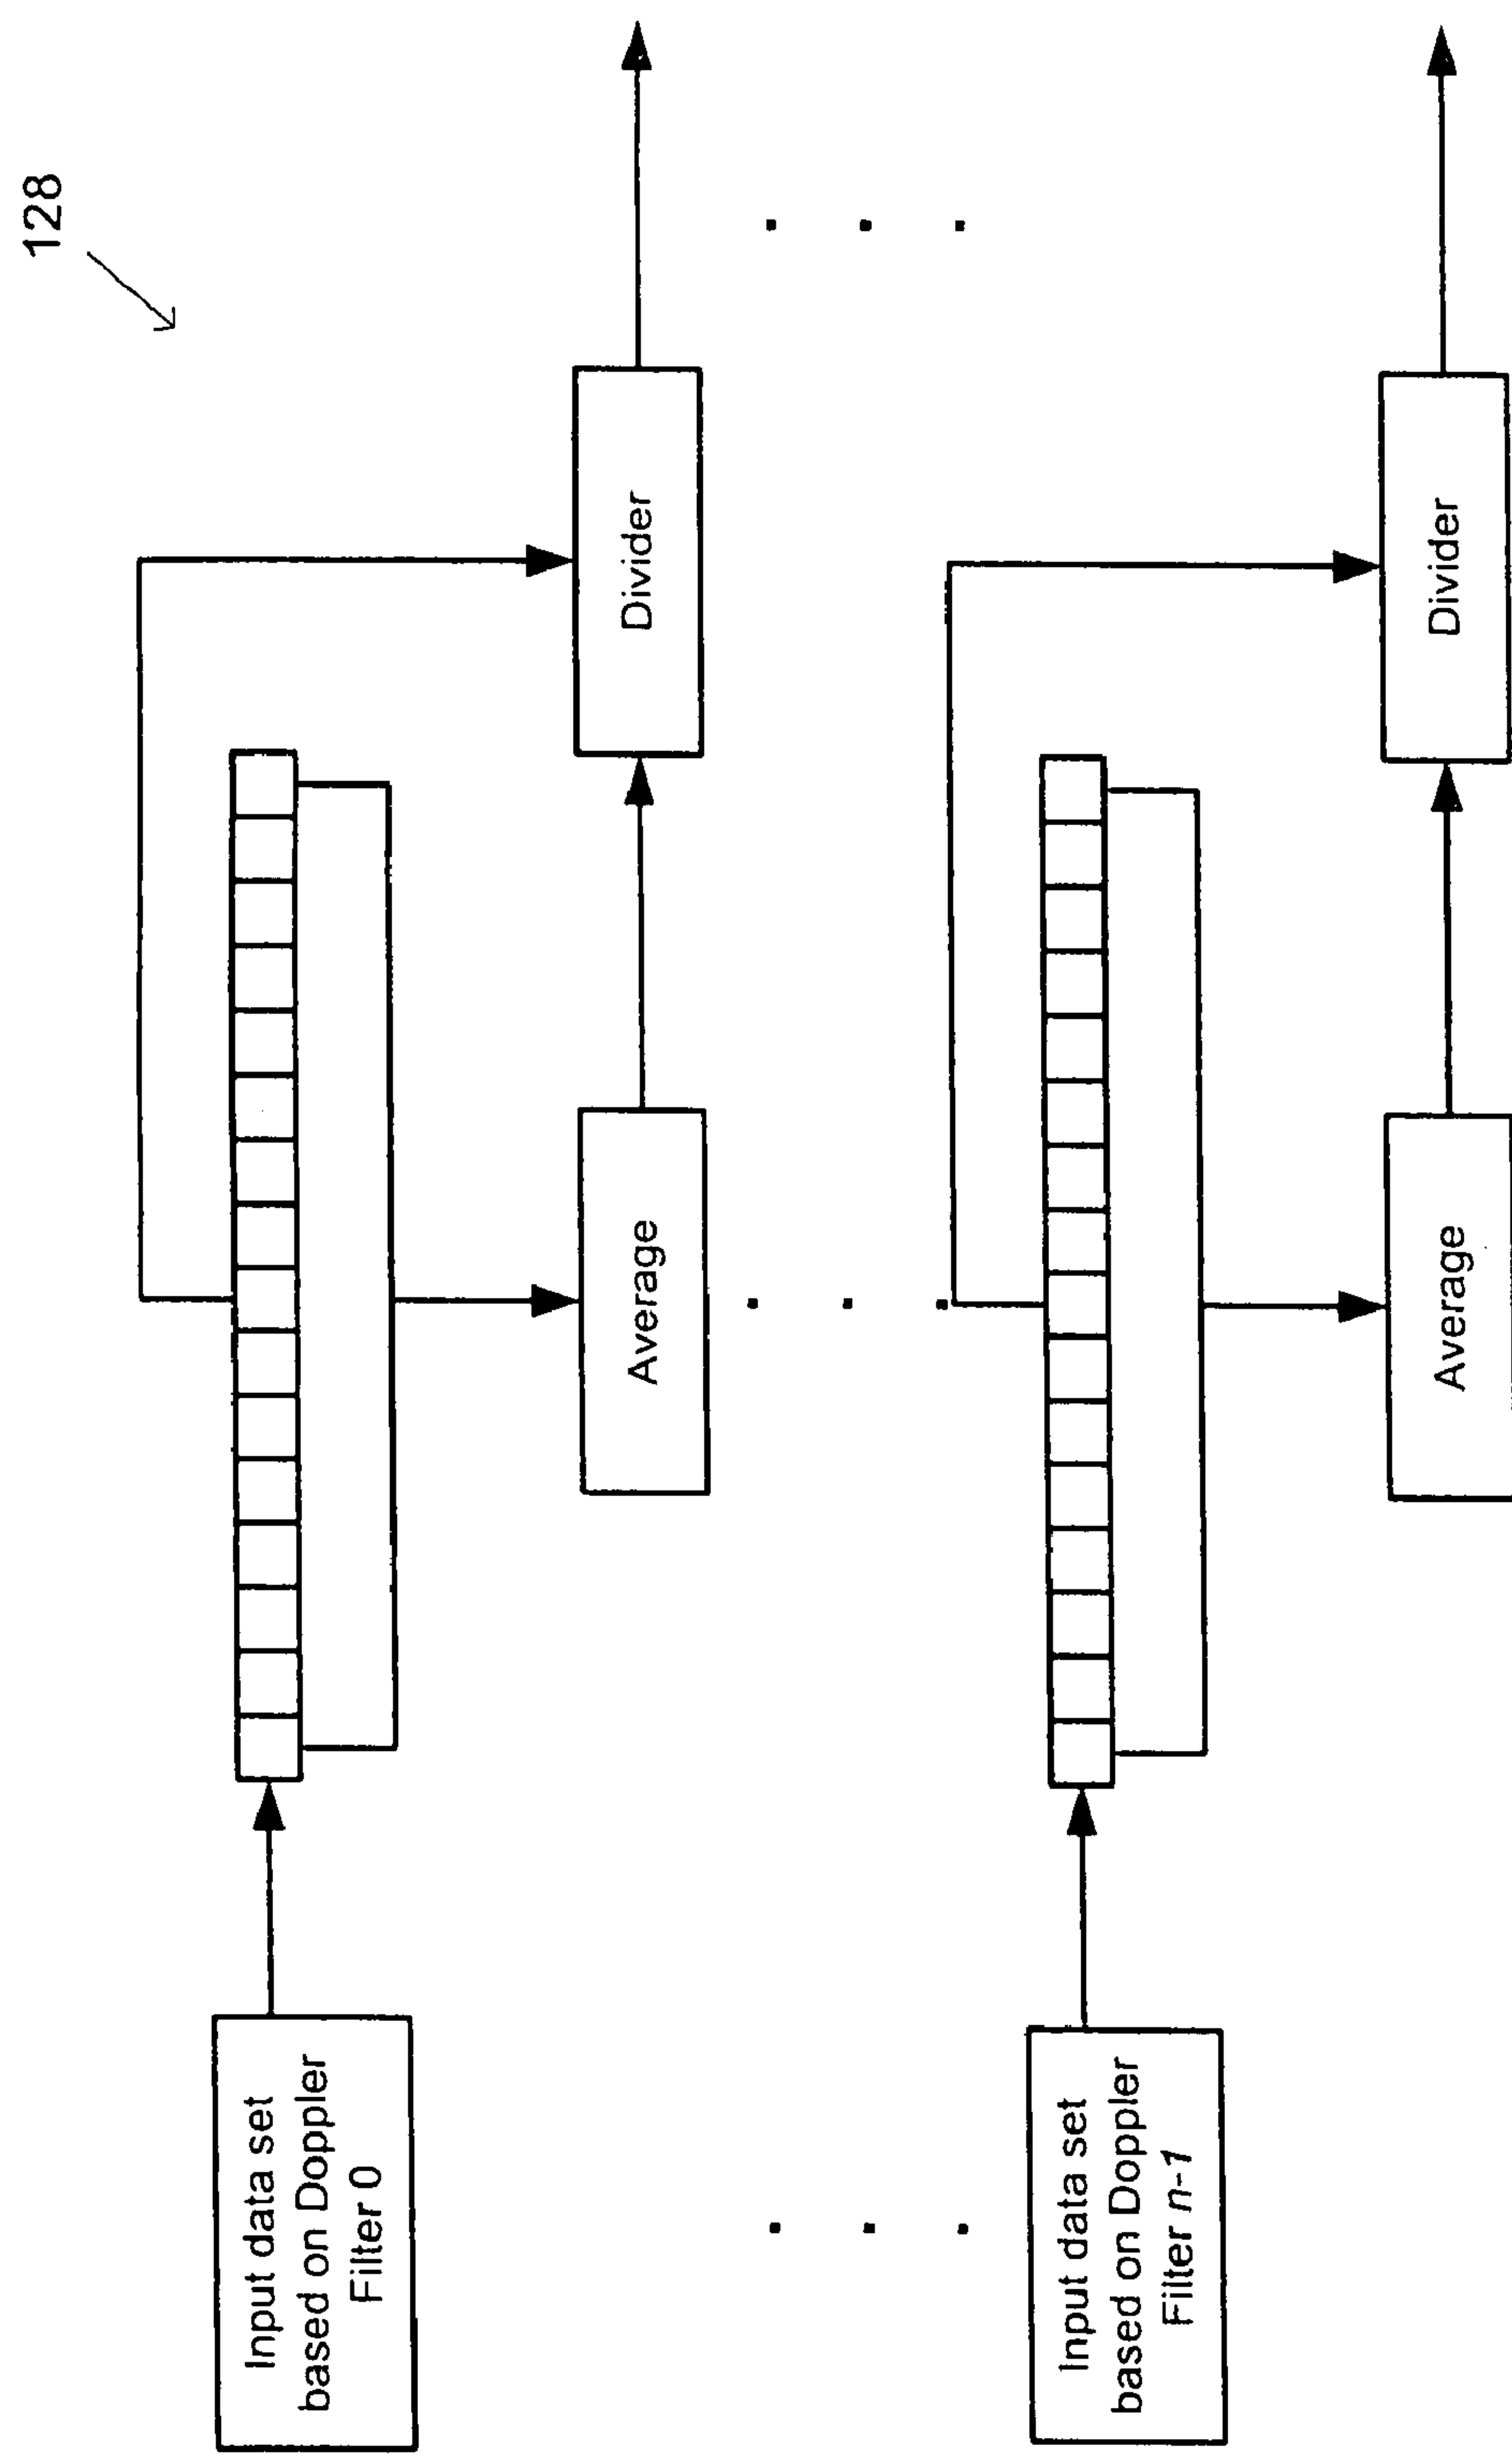 128
Input data set
based on Doppler
Filter 0
Average
Divider
Input data set
based on Doppler
Filter n-1
Average
Divider